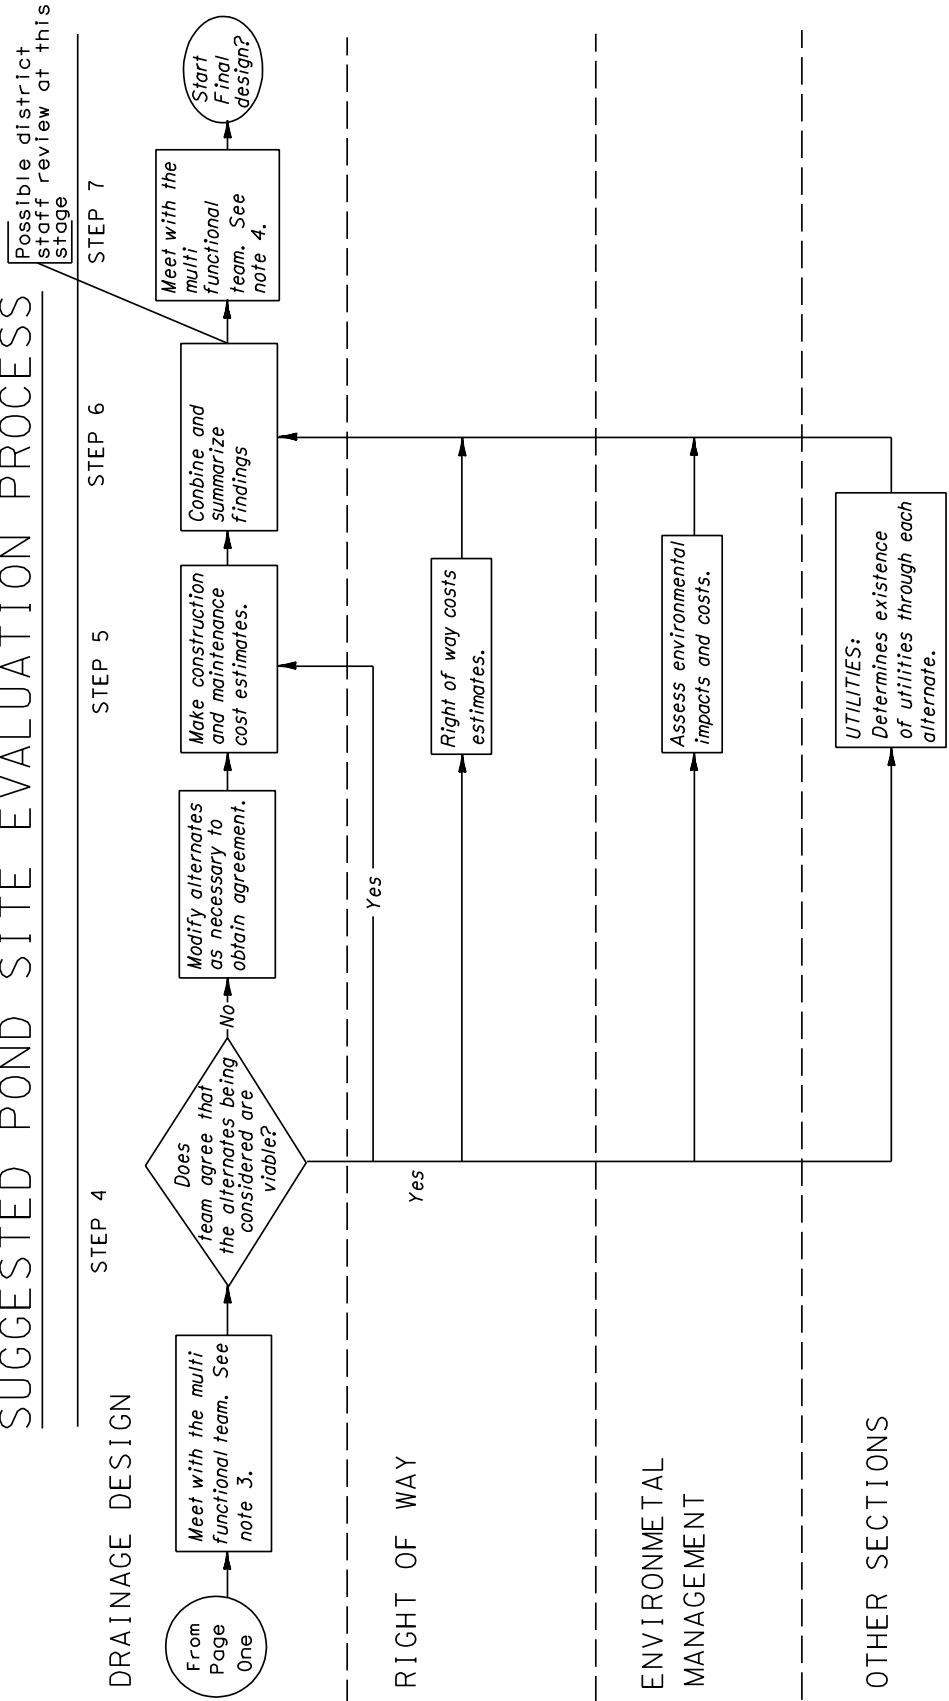 SUGGESTED POND SITE EVALUATION PROCESS
Possible district
staff review at this
stage
STEP 4
STEP 5
STEP 6
STEP 7
DRAINAGE DESIGN
From
Page
One
Meet with the multi
functional team. See
note 3.
Does
team agree that
the alternates being
considered are
viable?
No
Modify alternates
as necessary to
obtain agreement.
Make construction
and maintenance
cost estimates.
Conbine and
summarize
findings
Meet with the
multi
functional
team. See
note 4.
Start
Final
design?
Yes
Yes
RIGHT OF WAY
Right of way costs
estimates.
ENVIRONMETAL
MANAGEMENT
Assess environmental
impacts and costs.
OTHER SECTIONS
UTILITIES:
Determines existence
of utilities through each
alternate.